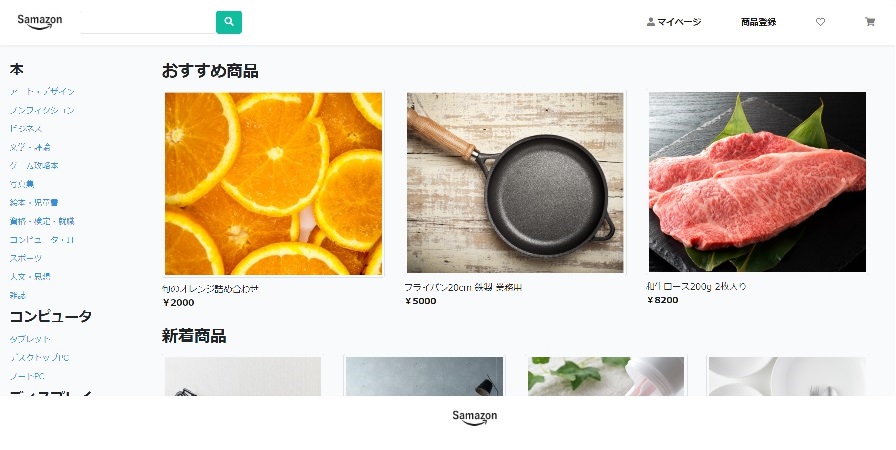 Samazon
マイページ
商品登録
本
アート・デザイン
ノンフィクション
ビジネス
文学・評論
ゲーム攻略本
写真集
絵本・児童書
資格・検定・就職
コンピュータ・IT
スポーツ
人文・思想
雑誌
コンピュータ
タブレット
デスクトップPC
ノートPC
ディスプレイ
おすすめ商品
旬のオレンジ詰め合わせ
￥2000
フライパン20cm 鉄製 業務用
￥5000
和牛ロース200g 2枚入り
￥8200
新着商品
Samazon